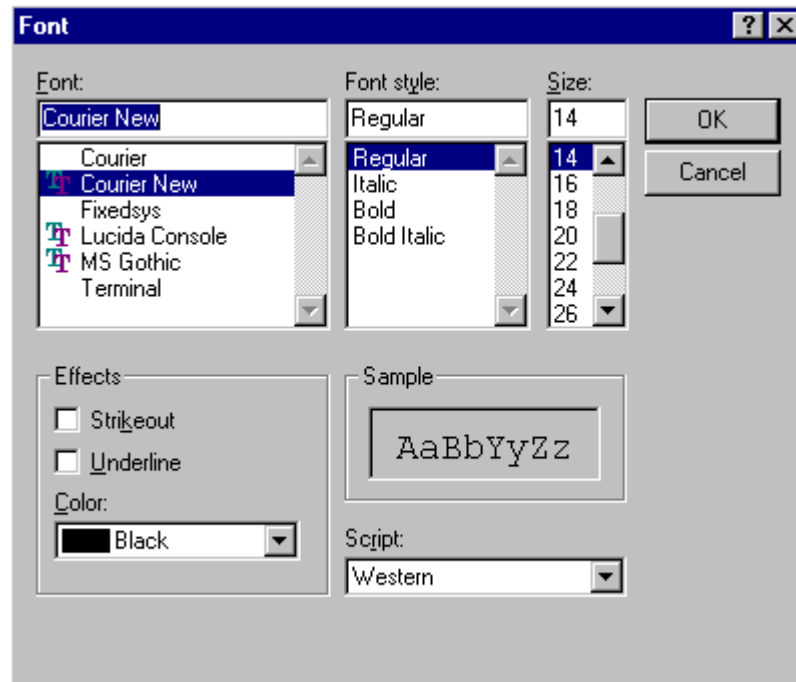 Font
Font: Font style: Size:
Courier New Regular 14 OK
Courier Regular 14 Cancel
Courier New Italic 16
Fixedsys Bold 18
Lucida Console Bold Italic 20
MS Gothic 22
Terminal 24
26
Effects Sample
Strikeout
AaBbYyZz
Underline
Color:
Black Script:
Western